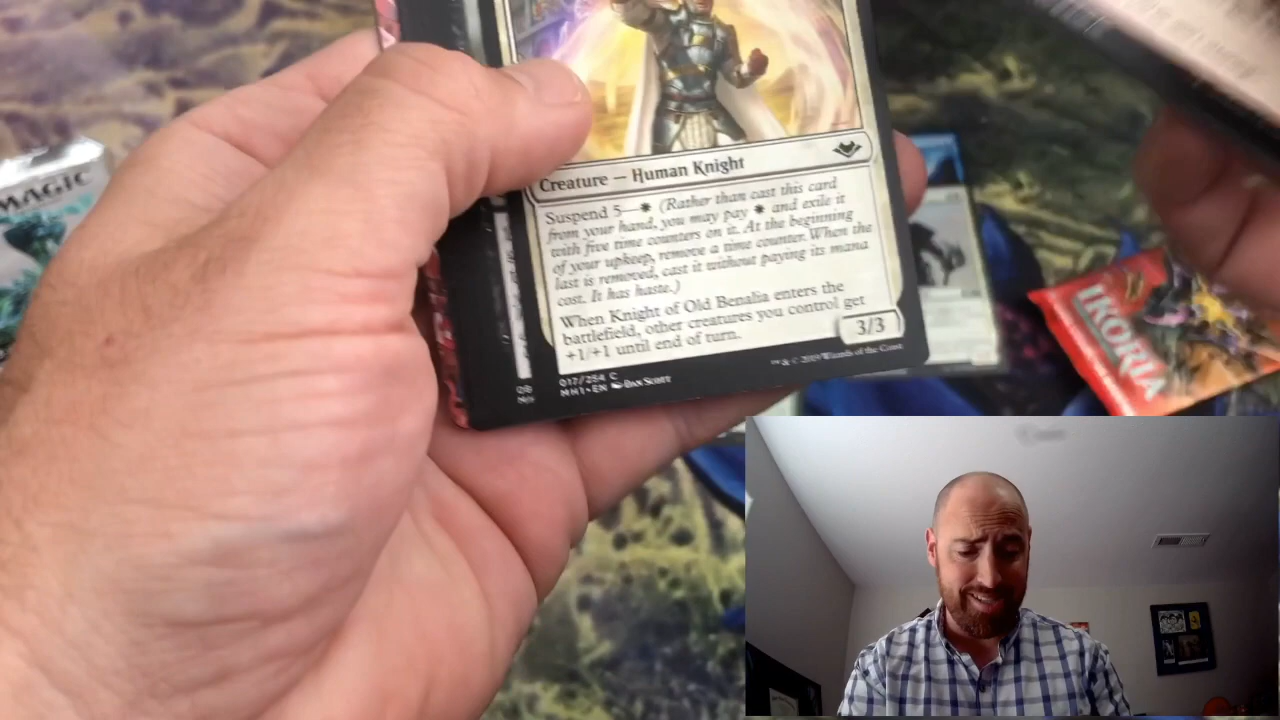 MAGIC
Creature — Human Knight
Suspend 5— (Rather than cast this card
from your hand, you may pay and exile it
with five time counters on it. At the beginning
of your upkeep, remove a time counter. When the
last is removed, cast it without paying its mana
cost. It has haste.)
When Knight of Old Benalia enters the
battlefield, other creatures you control get
+1/+1 until end of turn.
3/3
017/254 C
MH1 • EN Dan Scott
™ & © 2019 Wizards of the Coast
IKORIA